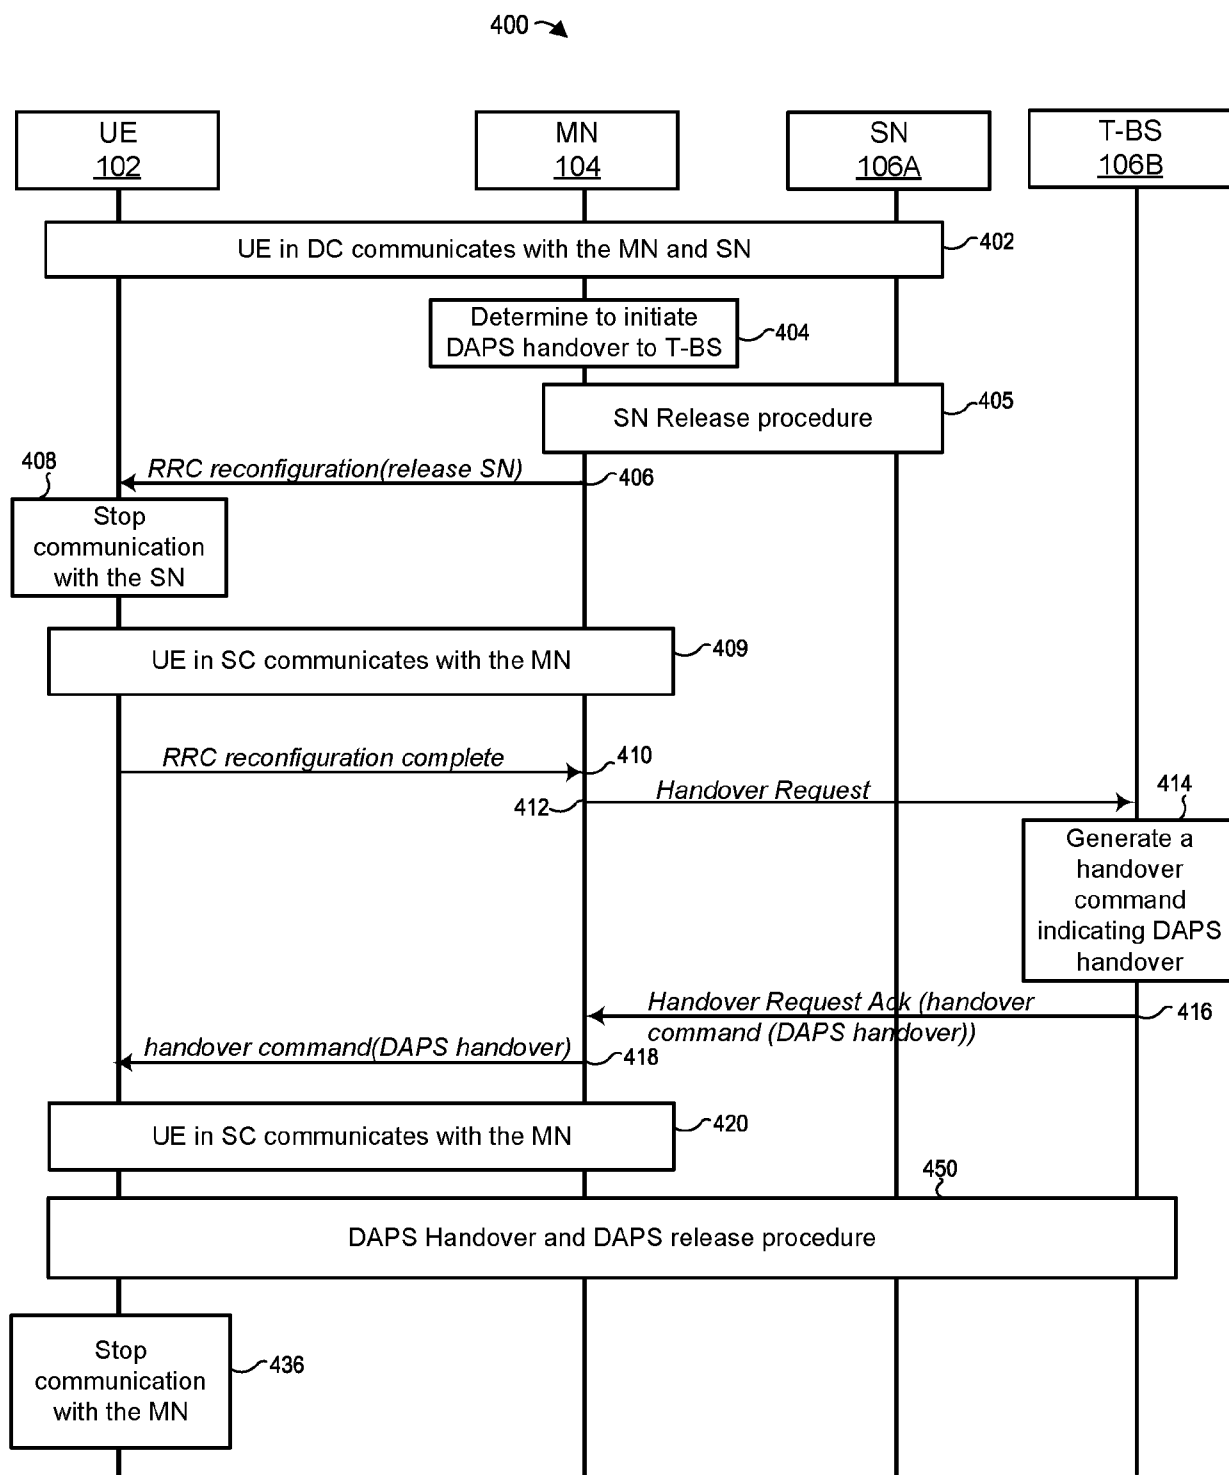 400
UE
102
MN
104
SN
106A
T-BS
106B
UE in DC communicates with the MN and SN
402
Determine to initiate
DAPS handover to T-BS
404
SN Release procedure
405
408
RRC reconfiguration(release SN)
406
Stop
communication
with the SN
UE in SC communicates with the MN
409
RRC reconfiguration complete
410
412
Handover Request
414
Generate a
handover
command
indicating DAPS
handover
Handover Request Ack (handover
command (DAPS handover))
416
handover command(DAPS handover)
418
UE in SC communicates with the MN
420
450
DAPS Handover and DAPS release procedure
Stop
communication
with the MN
436